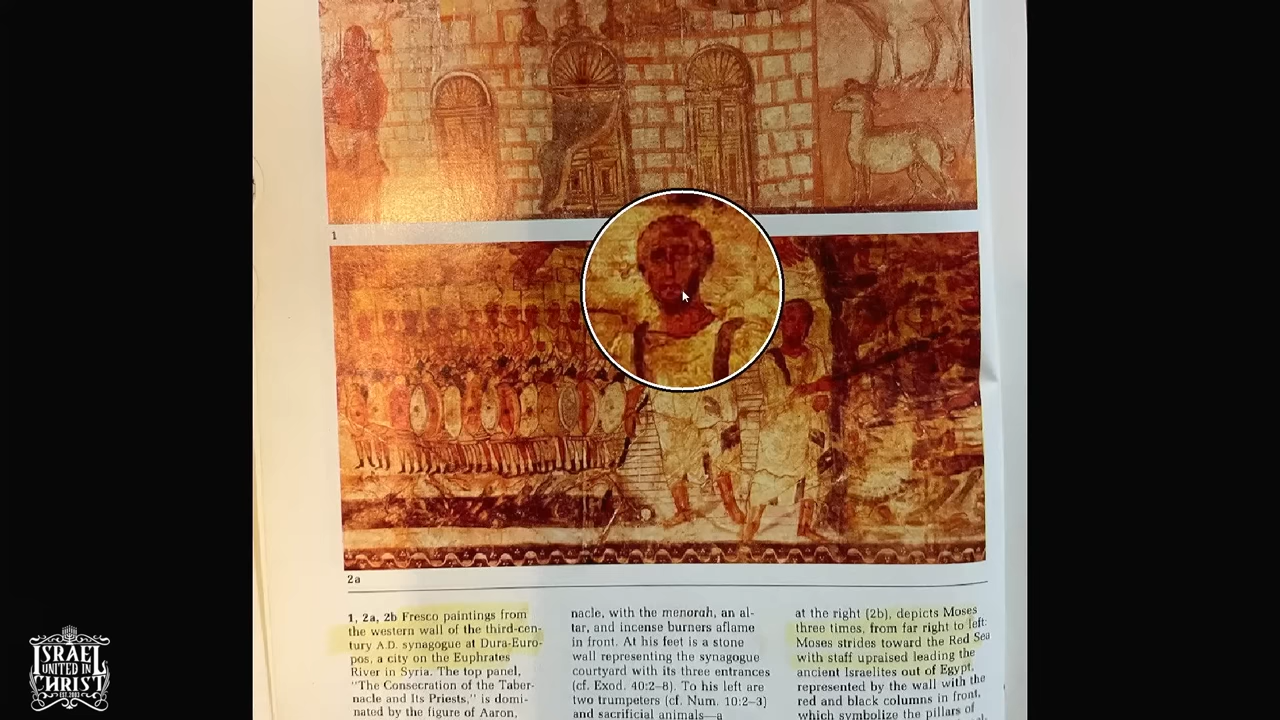 1
2a
1, 2a, 2b Fresco paintings from
the western wall of the third-cen-
tury A.D. synagogue at Dura-Euro-
pos, a city on the Euphrates
River in Syria. The top panel,
"The Consecration of the Taber-
nacle and Its Priests," is domi-
nated by the figure of Aaron,
nacle, with the menorah, an al-
tar, and incense burners aflame
in front. At his feet is a stone
wall representing the synagogue
courtyard with its three entrances
(cf. Exod. 40:2–8). To his left are
two trumpeters (cf. Num. 10:2–3)
and sacrificial animals—a
at the right (2b), depicts Moses
three times, from far right to left:
Moses strides toward the Red Sea
with staff upraised leading the
ancient Israelites out of Egypt,
represented by the wall with the
red and black columns in front,
which symbolize the pillars of
ISRAEL
UNITED IN
CHRIST
EST. 2003